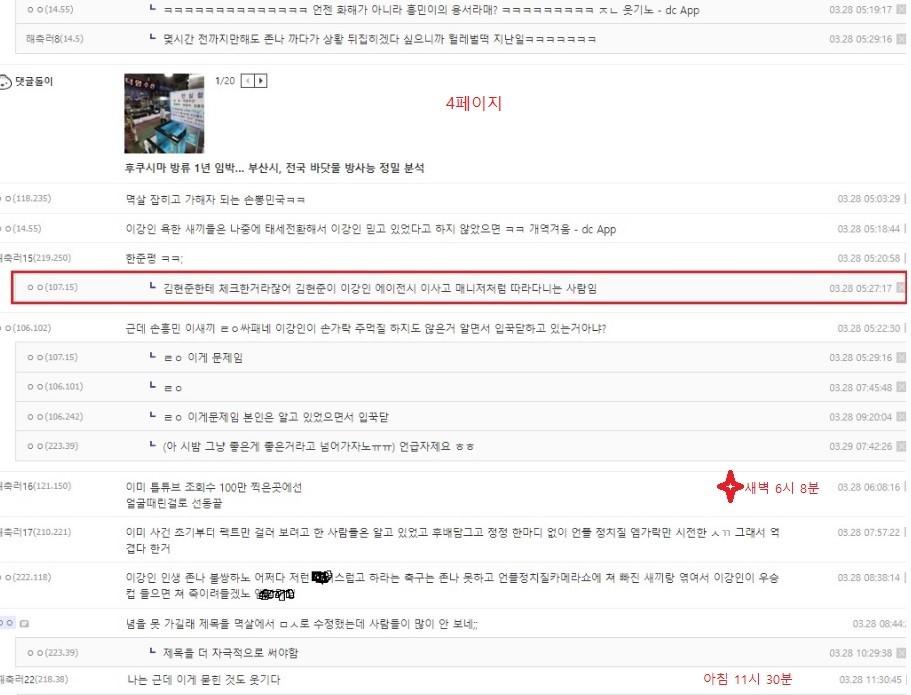 ㅇㅇ(14.55) ㄴ ㅋㅋㅋㅋㅋㅋㅋㅋㅋㅋㅋㅋㅋㅋ 언젠 화해가 아니라 흥민이의 용서라매? ㅋㅋㅋㅋㅋㅋㅋㅋㅋ ㅈㄴ 웃기노 - dc App 03.28 05:19:17
해축러8(14.5) ㄴ 몇시간 전까지만해도 존나 까다가 상황 뒤집히겠다 싶으니까 헐레벌떡 지난일ㅋㅋㅋㅋㅋㅋㅋ 03.28 05:29:16
댓글돌이 1/20
4페이지
후쿠시마 방류 1년 임박... 부산시, 전국 바닷물 방사능 정밀 분석
ㅇ(118.235) 멱살 잡히고 가해자 되는 손뽕민국ㅋㅋ 03.28 05:03:29
ㅇ(14.55) 이강인 욕한 새끼들은 나중에 태세전환해서 이강인 믿고 있었다고 하지 않았으면 ㅋㅋ 개역겨움 - dc App 03.28 05:18:44
해축러15(219.250) 한준평 ㅋㅋ; 03.28 05:20:58
ㅇㅇ(107.15) ㄴ 김현준한테 체크한거라잖어 김현준이 이강인 에이전시 이사고 매니저처럼 따라다니는 사람임 03.28 05:27:17
ㅇ(106.102) 근데 손흥민 이새끼 ㄹㅇ싸패네 이강인이 손가락 주먹질 하지도 않은거 알면서 입꾹닫하고 있는거아냐? 03.28 05:22:30
ㅇㅇ(107.15) ㄴ ㄹㅇ 이게 문제임 03.28 05:29:16
ㅇㅇ(106.101) ㄴ ㄹㅇ 03.28 07:45:48
ㅇㅇ(106.242) ㄴ ㄹㅇ 이게문제임 본인은 알고 있었으면서 입꾹닫 03.28 09:20:04
ㅇㅇ(223.39) ㄴ (아 시밤 그냥 좋은게 좋은거라고 넘어가자노ㅠㅠ) 언급자제요 ㅎㅎ 03.29 07:42:26
해축러16(121.150) 이미 틀튜브 조회수 100만 찍은곳에선 새벽 6시 8분 03.28 06:08:16
얼굴때린걸로 선동끝
해축러17(210.221) 이미 사건 초기부터 팩트만 걸러 보려고 한 사람들은 알고 있었고 후배담그고 정정 한마디 없이 언플 정치질 엠가락만 시전한 ㅅㄲ 그래서 역 03.28 07:57:22
겹다 한거
ㅇ(222.118) 이강인 인생 존나 불쌍하노 어쩌다 저런 스럽고 하라는 축구는 존나 못하고 언플정치질카메라쇼에 쳐 빠진 새끼랑 엮여서 이강인이 우승 03.28 08:38:14
컵 들으면 쳐 죽이려들겠노
ㅇㅇ 념을 못 가길래 제목을 멱살에서 ㅁㅅ로 수정했는데 사람들이 많이 안 보네;; 03.28 08:44:
ㅇㅇ(223.39) ㄴ 제목을 더 자극적으로 써야함 03.28 10:29:38
해축러22(218.38) 나는 근데 이게 묻힌 것도 웃기다 아침 11시 30분 03.28 11:30:45